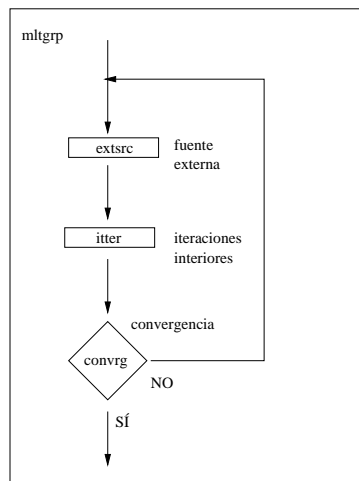 mltgrp
extsrc
fuente
externa
itter
iteraciones
interiores
convergencia
convrg
NO
SÍ